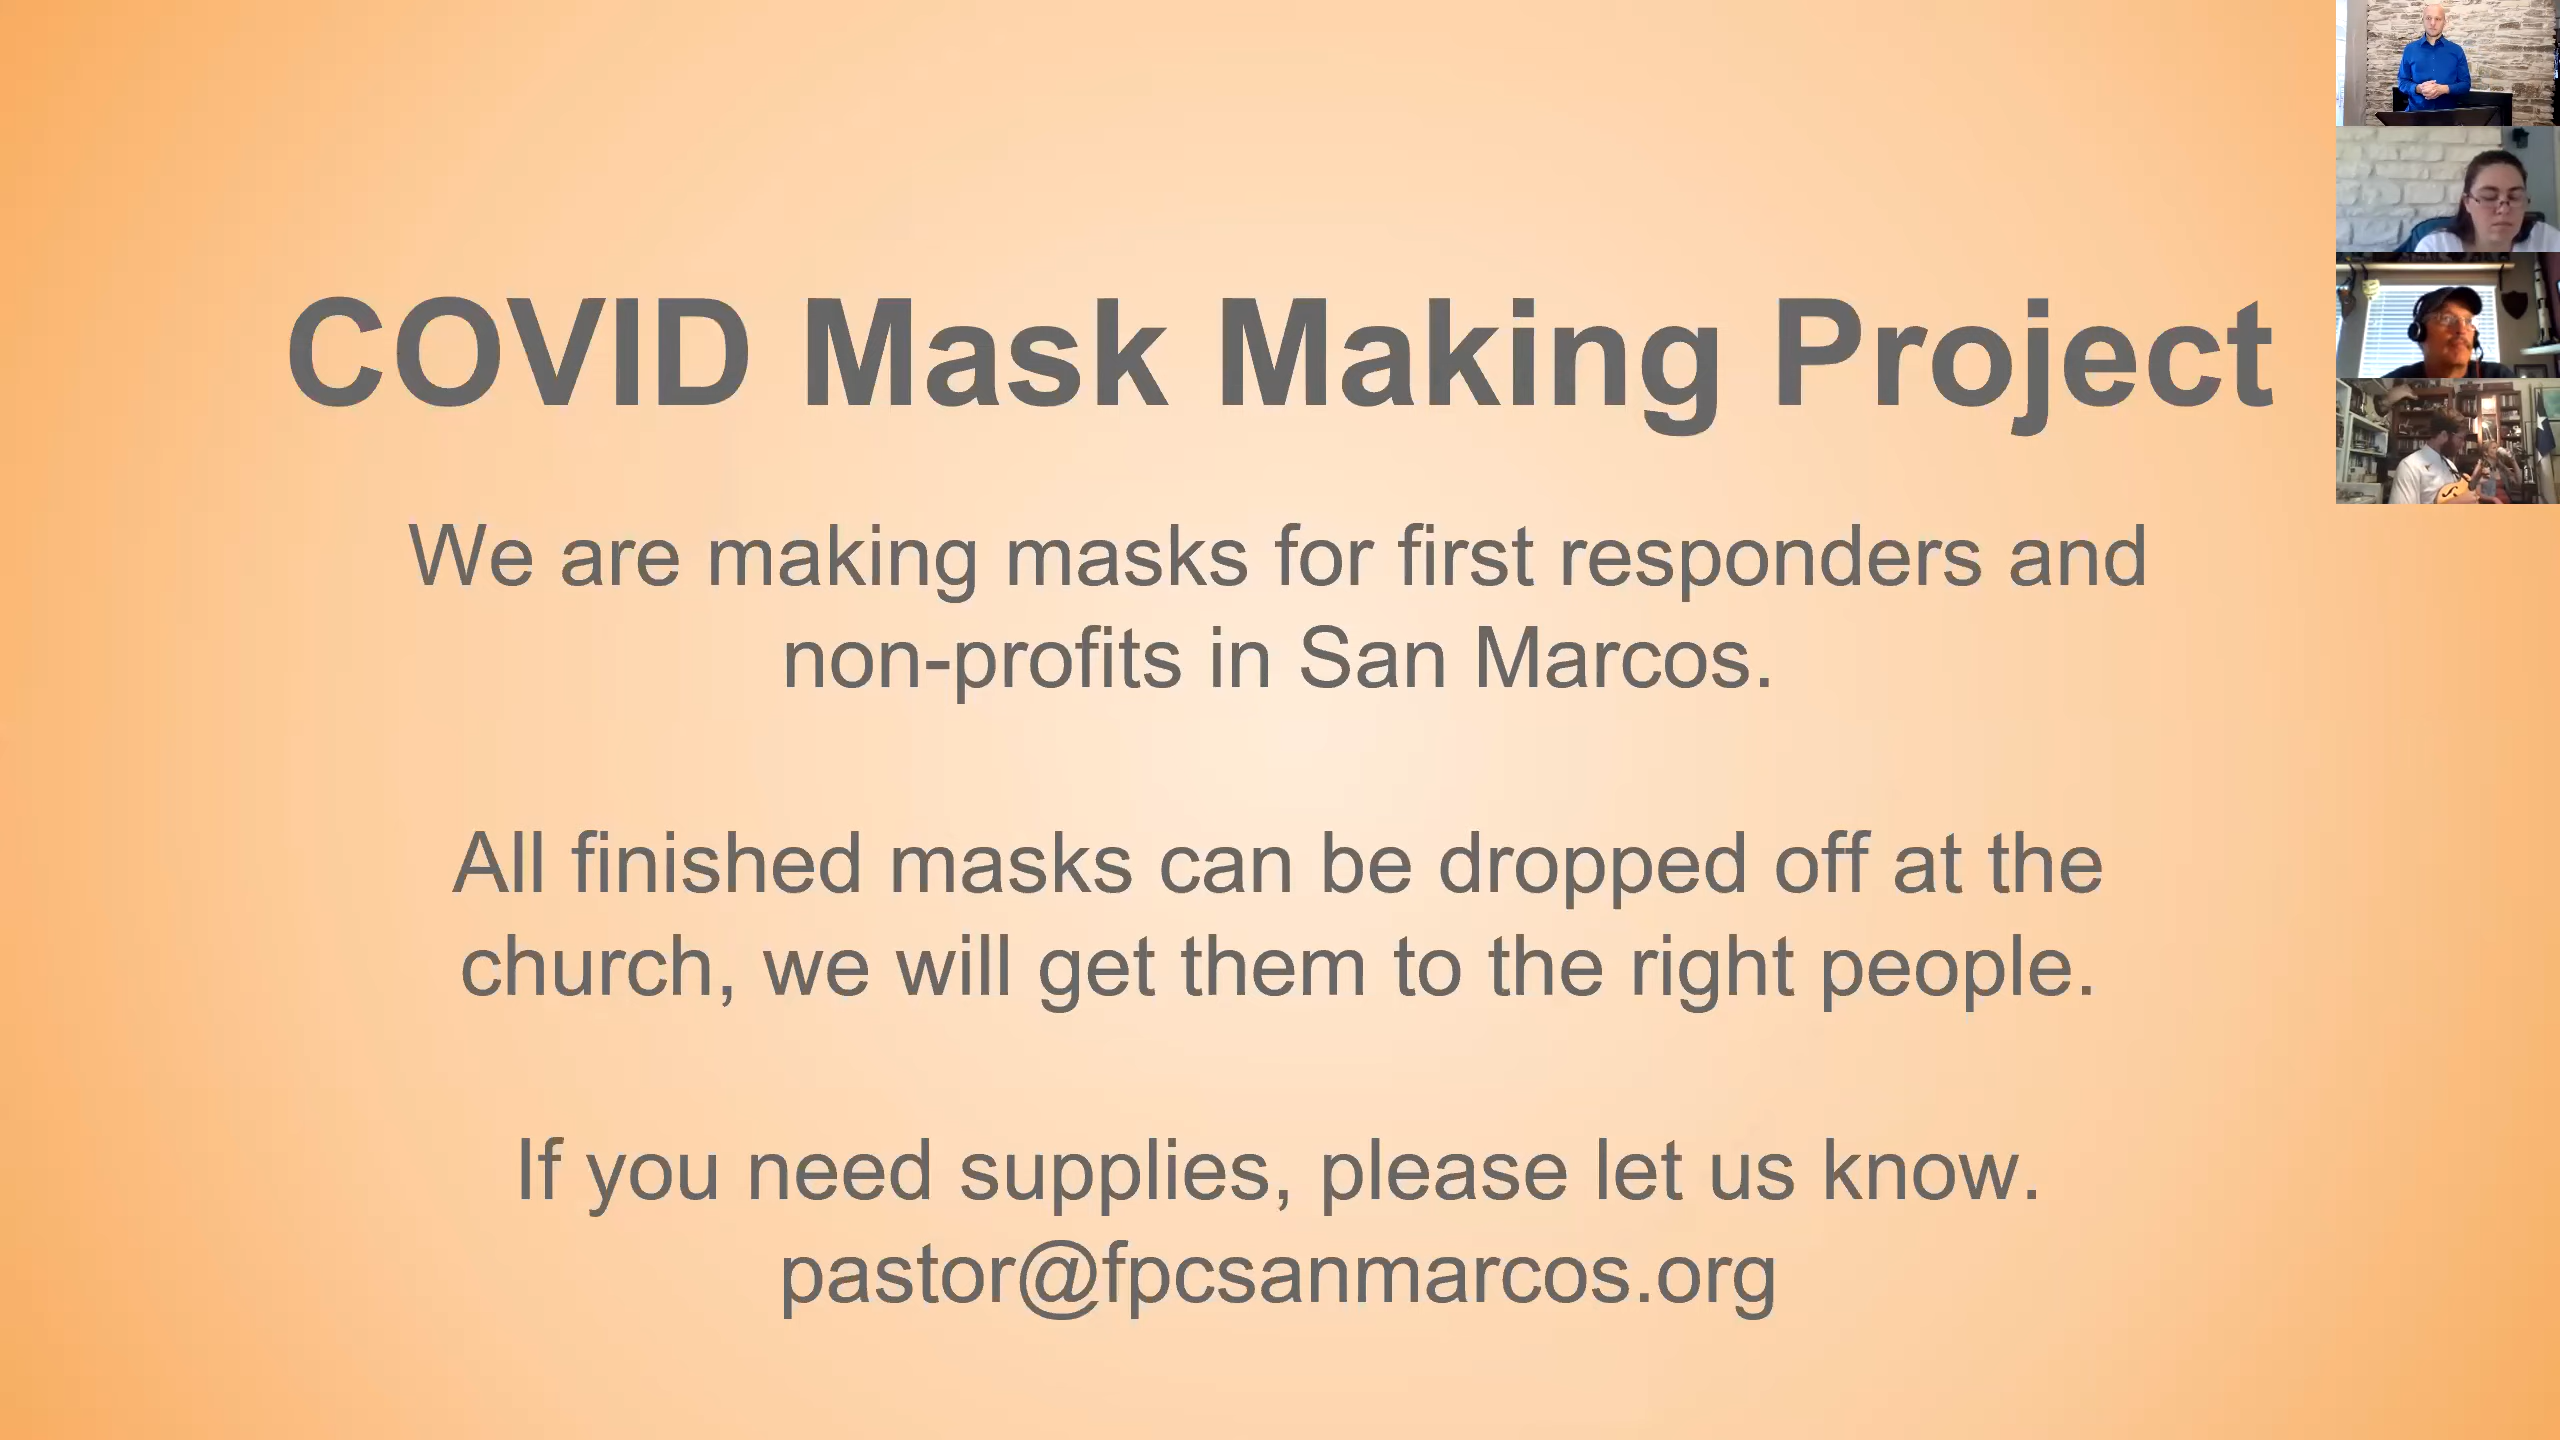 COVID Mask Making Project
We are making masks for first responders and
non-profits in San Marcos.
All finished masks can be dropped off at the
church, we will get them to the right people.
If you need supplies, please let us know.
pastor@fpcsanmarcos.org